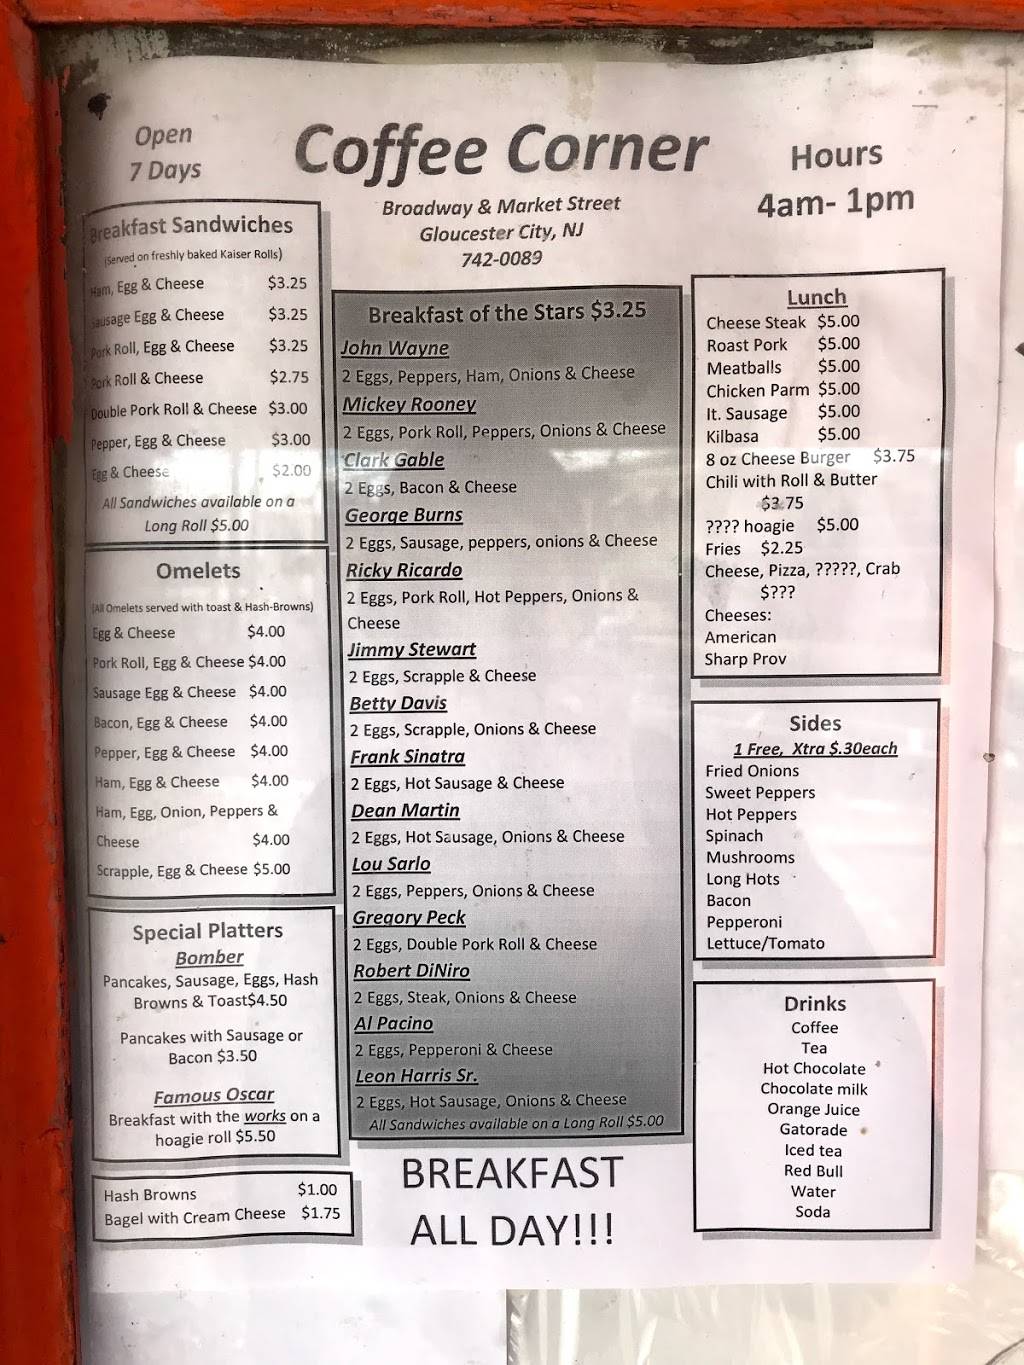 Open
7 Days
Coffee Corner
Broadway & Market Street
Gloucester City, NJ
742-0089
Hours
4am- 1pm
Breakfast Sandwiches
(Served on freshly baked Kaiser Rolls)
Ham, Egg & Cheese $3.25
Sausage Egg & Cheese $3.25
Pork Roll, Egg & Cheese $3.25
Pork Roll & Cheese $2.75
Double Pork Roll & Cheese $3.00
Pepper, Egg & Cheese $3.00
Egg & Cheese $2.00
All Sandwiches available on a
Long Roll $5.00
Omelets
(All Omelets served with toast & Hash-Browns)
Egg & Cheese $4.00
Pork Roll, Egg & Cheese $4.00
Sausage Egg & Cheese $4.00
Bacon, Egg & Cheese $4.00
Pepper, Egg & Cheese $4.00
Ham, Egg & Cheese $4.00
Ham, Egg, Onion, Peppers &
Cheese $4.00
Scrapple, Egg & Cheese $5.00
Special Platters
Bomber
Pancakes, Sausage, Eggs, Hash
Browns & Toast$4.50
Pancakes with Sausage or
Bacon $3.50
Famous Oscar
Breakfast with the works on a
hoagie roll $5.50
Hash Browns $1.00
Bagel with Cream Cheese $1.75
Breakfast of the Stars $3.25
John Wayne
2 Eggs, Peppers, Ham, Onions & Cheese
Mickey Rooney
2 Eggs, Pork Roll, Peppers, Onions & Cheese
Clark Gable
2 Eggs, Bacon & Cheese
George Burns
2 Eggs, Sausage, peppers, onions & Cheese
Ricky Ricardo
2 Eggs, Pork Roll, Hot Peppers, Onions &
Cheese
Jimmy Stewart
2 Eggs, Scrapple & Cheese
Betty Davis
2 Eggs, Scrapple, Onions & Cheese
Frank Sinatra
2 Eggs, Hot Sausage & Cheese
Dean Martin
2 Eggs, Hot Sausage, Onions & Cheese
Lou Sarlo
2 Eggs, Peppers, Onions & Cheese
Gregory Peck
2 Eggs, Double Pork Roll & Cheese
Robert DiNiro
2 Eggs, Steak, Onions & Cheese
Al Pacino
2 Eggs, Pepperoni & Cheese
Leon Harris Sr.
2 Eggs, Hot Sausage, Onions & Cheese
All Sandwiches available on a Long Roll $5.00
BREAKFAST
ALL DAY!!!
Lunch
Cheese Steak $5.00
Roast Pork $5.00
Meatballs $5.00
Chicken Parm $5.00
It. Sausage $5.00
Kilbasa $5.00
8 oz Cheese Burger $3.75
Chili with Roll & Butter
$3.75
???? hoagie $5.00
Fries $2.25
Cheese, Pizza, ?????, Crab
$???
Cheeses:
American
Sharp Prov
Sides
1 Free, Xtra $.30each
Fried Onions
Sweet Peppers
Hot Peppers
Spinach
Mushrooms
Long Hots
Bacon
Pepperoni
Lettuce/Tomato
Drinks
Coffee
Tea
Hot Chocolate
Chocolate milk
Orange Juice
Gatorade
Iced tea
Red Bull
Water
Soda